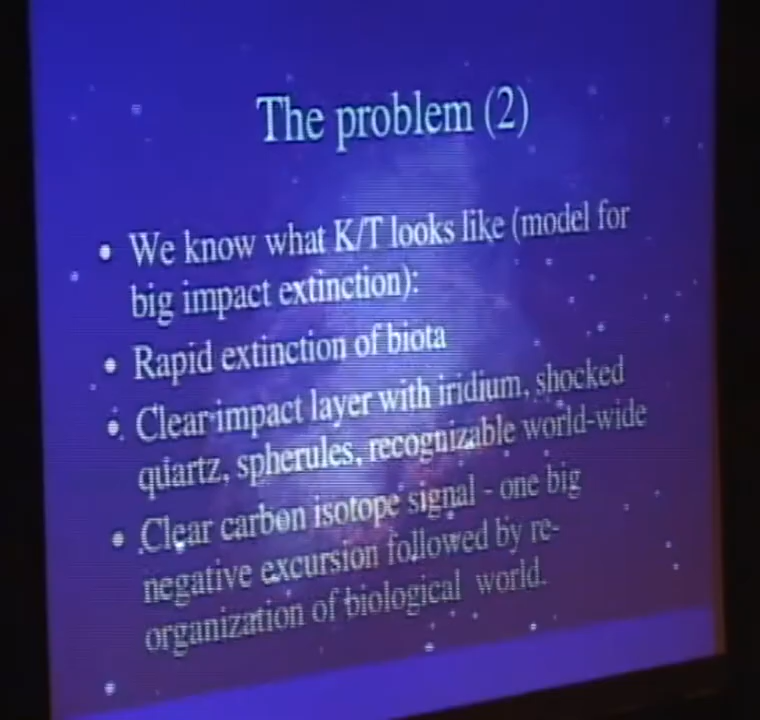 The problem (2)
• We know what K/T looks like (model for
big impact extinction):
• Rapid extinction of biota
• Clear impact layer with iridium, shocked
quartz, spherules, recognizable world-wide
• Clear carbon isotope signal - one big
negative excursion followed by re-
organization of biological world.